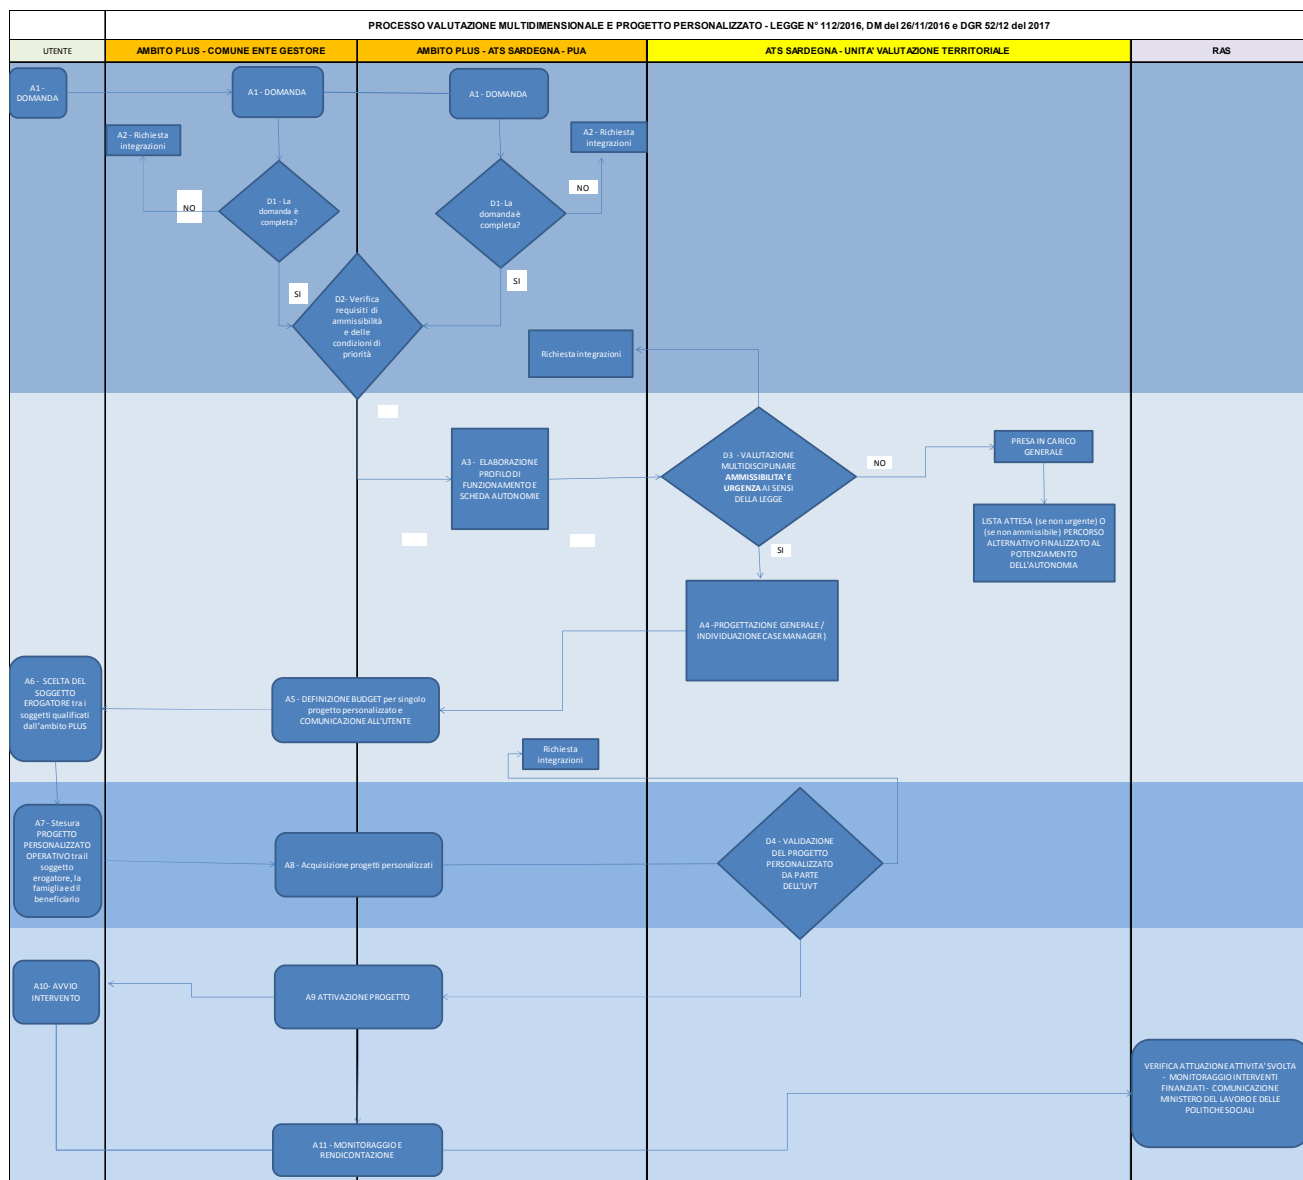 PROCESSO VALUTAZIONE MULTIDIMENSIONALE E PROGETTO PERSONALIZZATO - LEGGE N° 112/2016, DM del 26/11/2016 e DGR 52/12 del 2017
UTENTE
AMBITO PLUS - COMUNE ENTE GESTORE
AMBITO PLUS - ATS SARDEGNA - PUA
ATS SARDEGNA - UNITA' VALUTAZIONE TERRITORIALE
RAS
A1 -
DOMANDA
A1 - DOMANDA
A1 - DOMANDA
A2 - Richiesta
integrazioni
A2 - Richiesta
integrazioni
D1 - La
domanda è
completa?
NO
D1- La
domanda è
completa?
NO
SI
SI
D2- Verifica
requisiti di
ammissibilità
e delle
condizioni di
priorità
Richiesta integrazioni
A3 - ELABORAZIONE
PROFILO DI
FUNZIONAMENTO E
SCHEDA AUTONOMIE
D3 - VALUTAZIONE
MULTIDISCIPLINARE
AMMISSIBILITA' E
URGENZA AI SENSI
DELLA LEGGE
NO
SI
PRESA IN CARICO
GENERALE
LISTA ATTESA (se non urgente) O
(se non ammissibile) PERCORSO
ALTERNATIVO FINALIZZATO AL
POTENZIAMENTO
DELL'AUTONOMIA
A4 -PROGETTAZIONE GENERALE /
INDIVIDUAZIONE CASE MANAGER )
A6 - SCELTA DEL
SOGGETTO
EROGATORE tra i
soggetti qualificati
dall'ambito PLUS
A5 - DEFINIZIONE BUDGET per singolo
progetto personalizzato e
COMUNICAZIONE ALL'UTENTE
Richiesta
integrazioni
A7 - Stesura
PROGETTO
PERSONALIZZATO
OPERATIVO tra il
soggetto
erogatore, la
famiglia ed il
beneficiario
A8 - Acquisizione progetti personalizzati
D4 - VALIDAZIONE
DEL PROGETTO
PERSONALIZZATO
DA PARTE
DELL'UVT
A10- AVVIO
INTERVENTO
A9 ATTIVAZIONE PROGETTO
VERIFICA ATTUAZIONE ATTIVITA' SVOLTA
- MONITORAGGIO INTERVENTI
FINANZIATI - COMUNICAZIONE
MINISTERO DEL LAVORO E DELLE
POLITICHE SOCIALI
A11 - MONITORAGGIO E
RENDICONTAZIONE